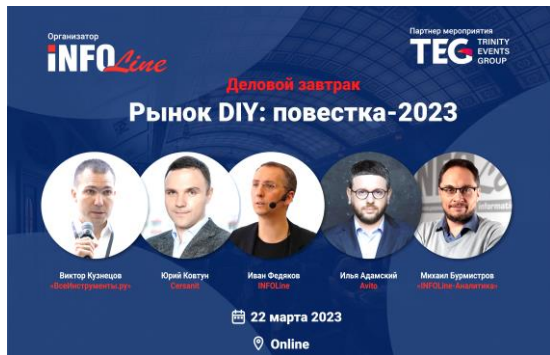 Организатор
INFOLine
Партнер мероприятия
TEG TRINITY EVENTS GROUP
Деловой завтрак
Рынок DIY: повестка-2023
Виктор Кузнецов
«ВсеИнструменты.ру»
Юрий Ковтун
Cersanit
Иван Федяков
INFOLine
Илья Адамский
Avito
Михаил Бурмистров
«INFOLine-Аналитика»
22 марта 2023
Online